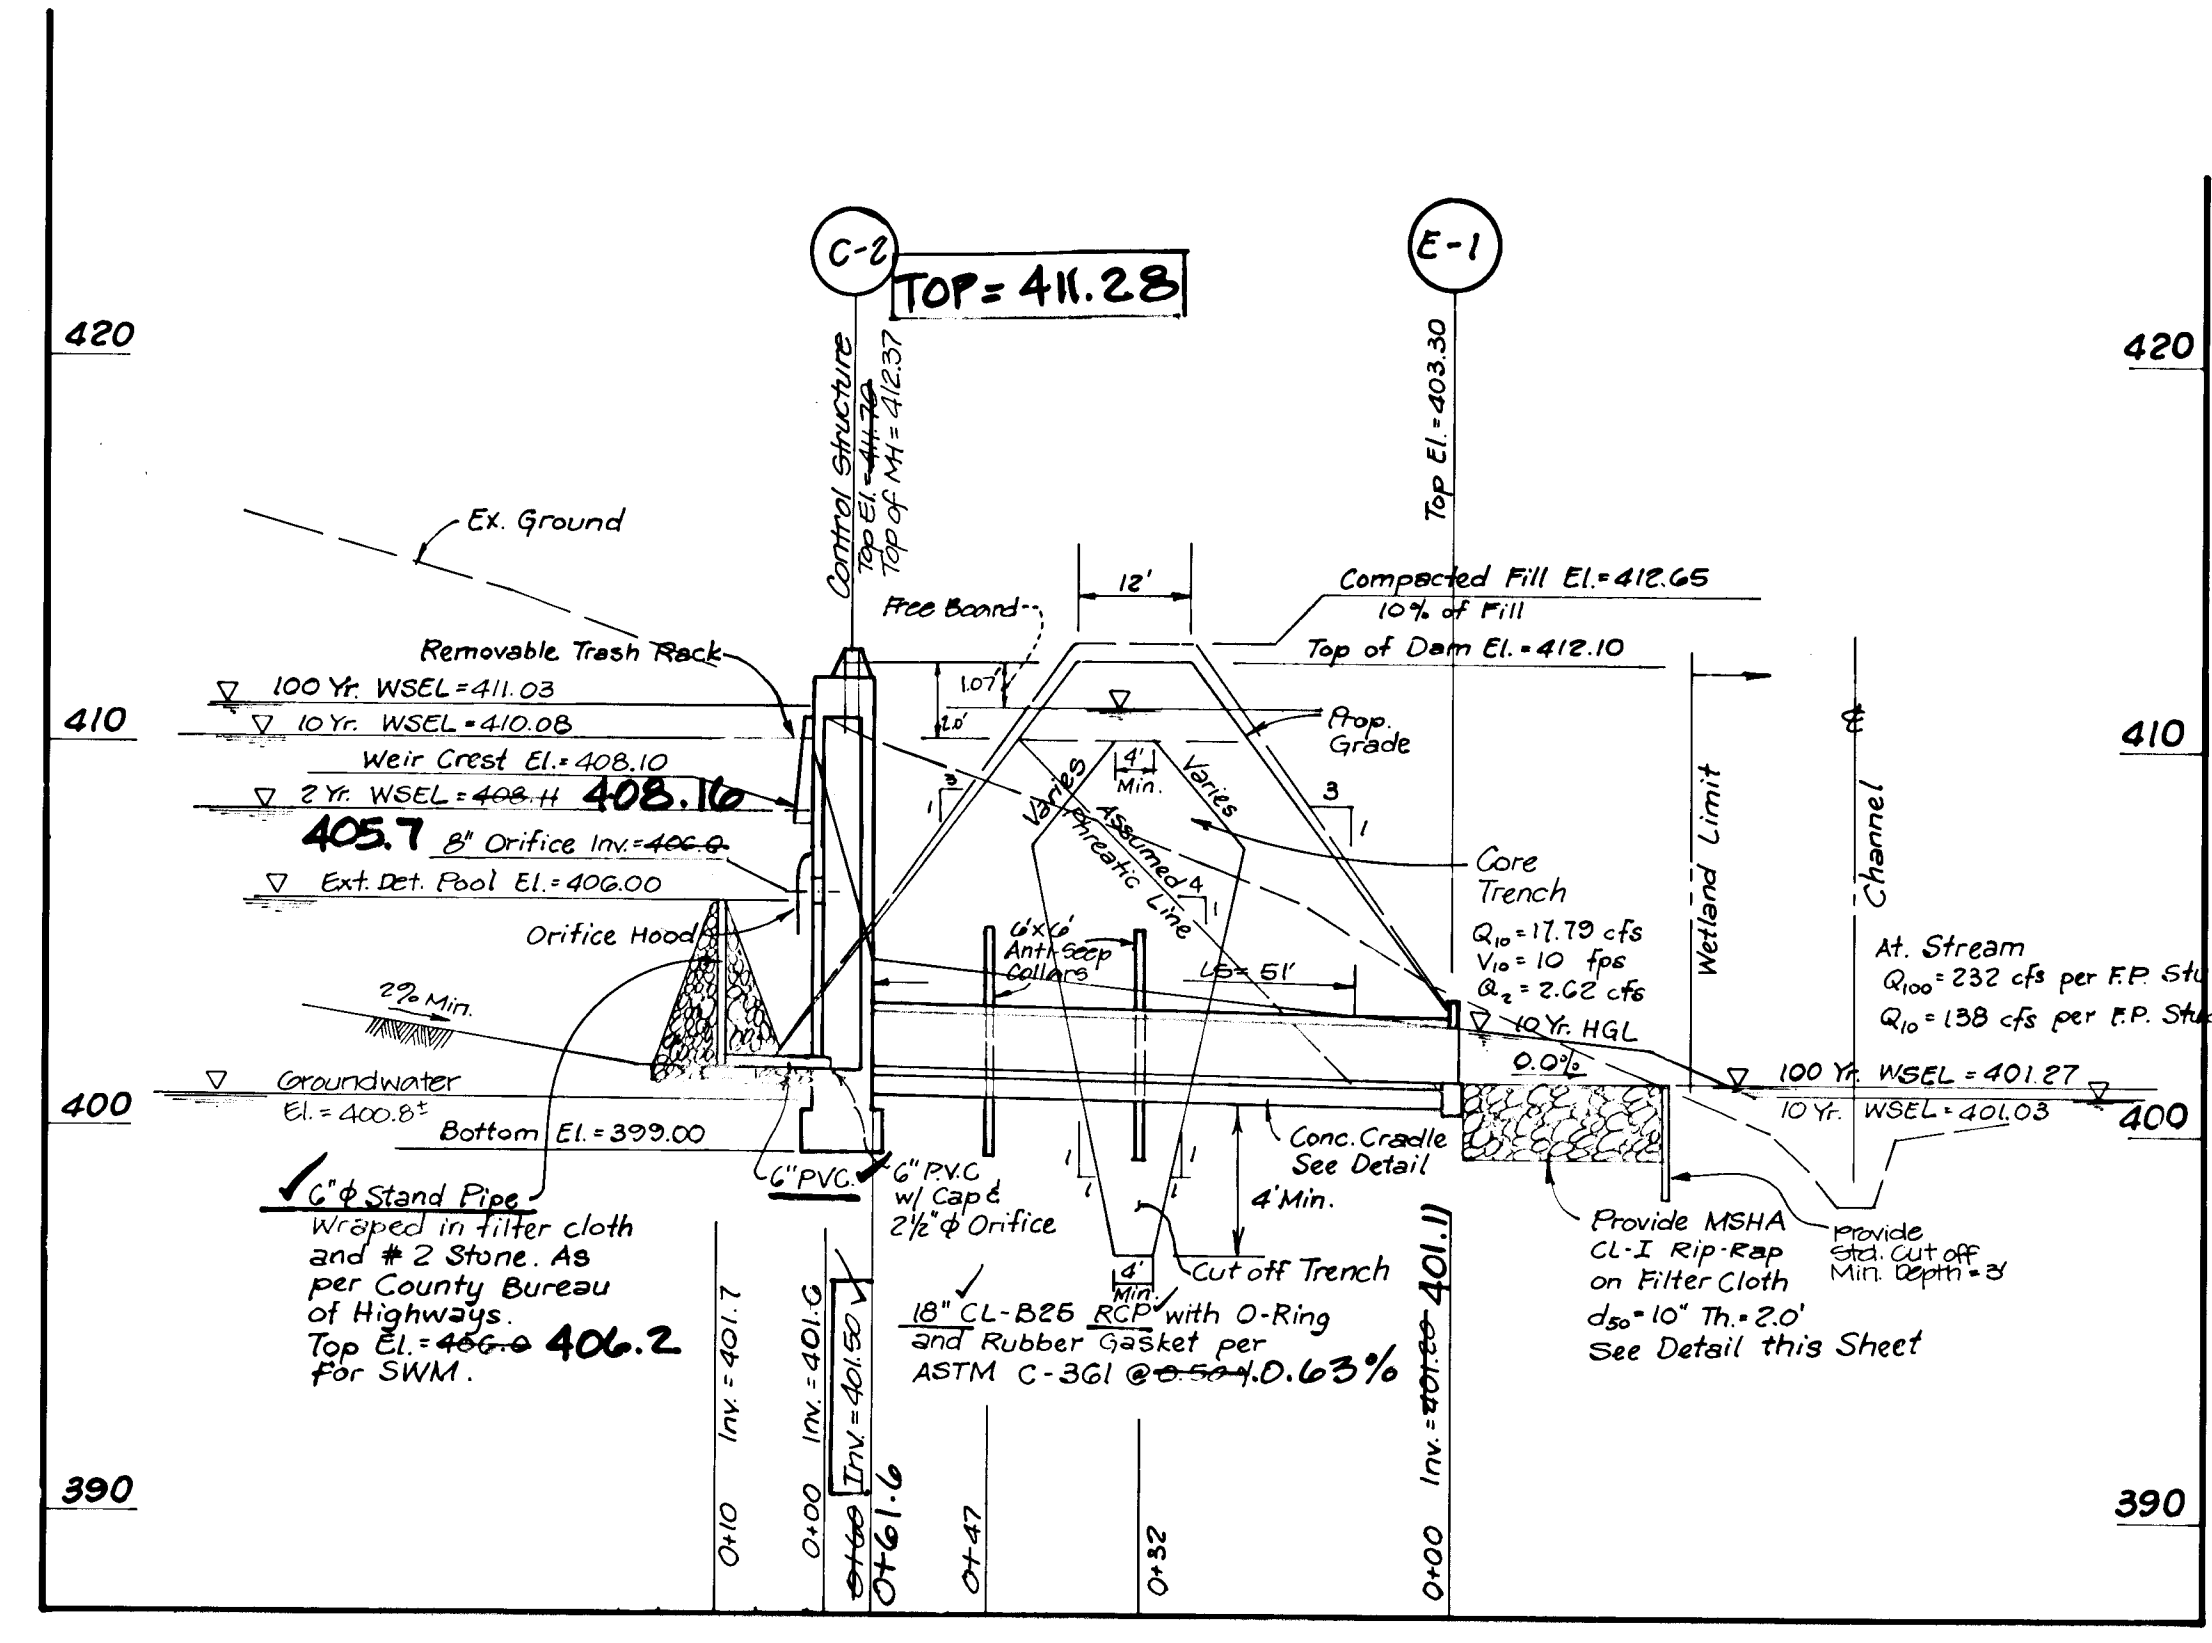 C-2
TOP= 411.28
E-1
420
420
Control Structure
Top El.=411.70
Top of MH=412.37
Top El.=403.30
Ex. Ground
12'
Compacted Fill El.=412.65
10% of Fill
Free Board
Top of Dam El.=412.10
Removable Trash Rack
100 Yr. WSEL=411.03
1.07'
2.0'
410
410
10 Yr. WSEL=410.08
Prop.
Grade
Weir Crest El.=408.10
2 Yr. WSEL=408.11 408.16
3
1
4'
Min.
Varies
Varies
3
1
405.7 8" Orifice Inv.=406.0
Assumed
Phreatic Line
4
1
Core
Trench
Wetland Limit
℄
Channel
Ext. Det. Pool El.=406.00
Orifice Hood
6'x6'
Anti-Seep
Collars
LS=51'
Q10=17.79 cfs
V10=10 fps
Q2=2.62 cfs
At. Stream
Q100=232 cfs per F.P. Stu
Q10=138 cfs per F.P. Stu
2% Min.
10 Yr. HGL
0.0%
Groundwater
El.=400.8±
100 Yr. WSEL=401.27
10 Yr. WSEL=401.03
400
400
Bottom El.=399.00
1
1
1
1
Conc. Cradle
See Detail
4' Min.
6"φ Stand Pipe
Wraped in filter cloth
and #2 Stone. As
per County Bureau
of Highways.
Top El.=406.0 406.2
for SWM.
6" PVC.
6" P.V.C
w/ Cap &
2½"φ Orifice
4'
Min.
Cut off Trench
18" CL-B25 RCP with O-Ring
and Rubber Gasket per
ASTM C-361 @ 0.50% 0.63%
Provide MSHA
CL-I Rip-Rap
on Filter Cloth
d50=10" Th.=2.0'
See Detail this Sheet
Provide
Std. Cut off
Min. Depth=3'
390
390
0+10 Inv.=401.7
0+00 Inv.=401.6
0+60 Inv.=401.50
0+61.6
0+47
0+32
0+00 Inv.=401.20 401.11